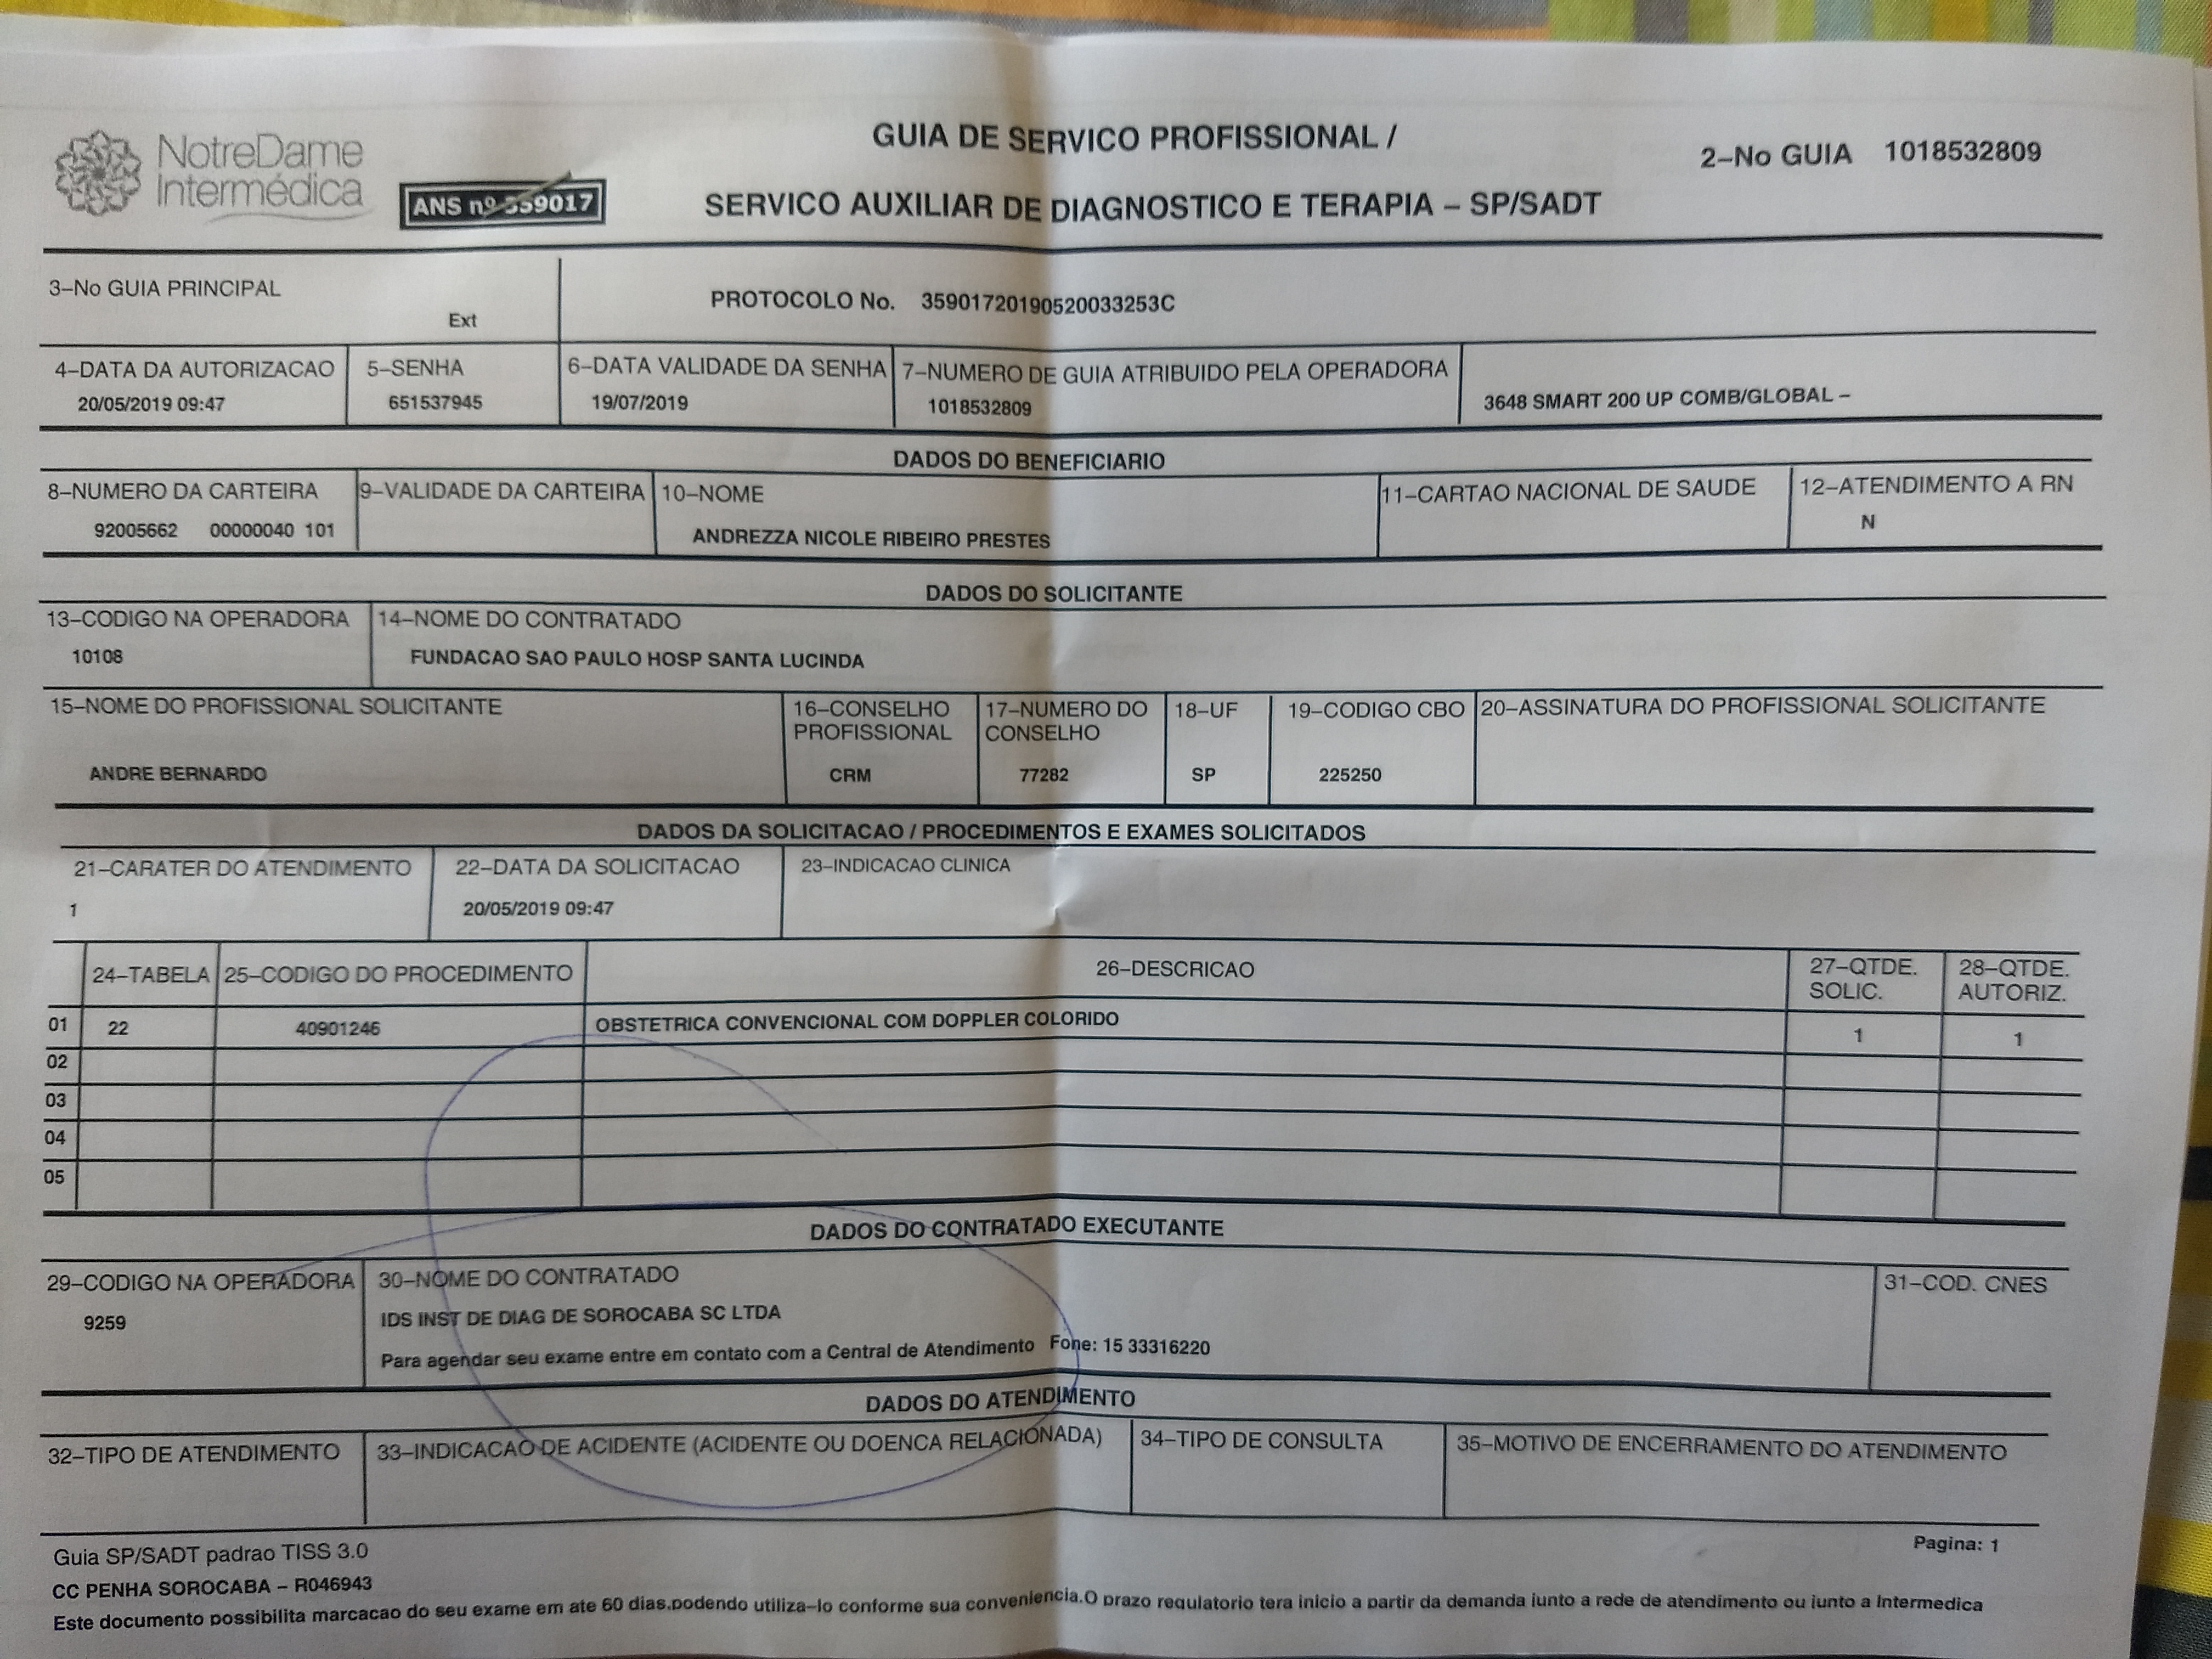 NotreDame
Intermédica
ANS nº 359017
GUIA DE SERVICO PROFISSIONAL /
SERVICO AUXILIAR DE DIAGNOSTICO E TERAPIA – SP/SADT
2–No GUIA 1018532809
3–No GUIA PRINCIPAL
Ext
PROTOCOLO No. 35901720190520033253C
4–DATA DA AUTORIZACAO 5–SENHA 6–DATA VALIDADE DA SENHA 7–NUMERO DE GUIA ATRIBUIDO PELA OPERADORA
20/05/2019 09:47 651537945 19/07/2019 1018532809 3648 SMART 200 UP COMB/GLOBAL –
DADOS DO BENEFICIARIO
8–NUMERO DA CARTEIRA 9–VALIDADE DA CARTEIRA 10–NOME 11–CARTAO NACIONAL DE SAUDE 12–ATENDIMENTO A RN
92005662 00000040 101 ANDREZZA NICOLE RIBEIRO PRESTES N
DADOS DO SOLICITANTE
13–CODIGO NA OPERADORA 14–NOME DO CONTRATADO
10108 FUNDACAO SAO PAULO HOSP SANTA LUCINDA
15–NOME DO PROFISSIONAL SOLICITANTE 16–CONSELHO PROFISSIONAL 17–NUMERO DO CONSELHO 18–UF 19–CODIGO CBO 20–ASSINATURA DO PROFISSIONAL SOLICITANTE
ANDRE BERNARDO CRM 77282 SP 225250
DADOS DA SOLICITACAO / PROCEDIMENTOS E EXAMES SOLICITADOS
21–CARATER DO ATENDIMENTO 22–DATA DA SOLICITACAO 23–INDICACAO CLINICA
1 20/05/2019 09:47
24–TABELA 25–CODIGO DO PROCEDIMENTO 26–DESCRICAO 27–QTDE. SOLIC. 28–QTDE. AUTORIZ.
01 22 40901246 OBSTETRICA CONVENCIONAL COM DOPPLER COLORIDO 1 1
02
03
04
05
DADOS DO CONTRATADO EXECUTANTE
29–CODIGO NA OPERADORA 30–NOME DO CONTRATADO 31–COD. CNES
9259 IDS INST DE DIAG DE SOROCABA SC LTDA
Para agendar seu exame entre em contato com a Central de Atendimento Fone: 15 33316220
DADOS DO ATENDIMENTO
32–TIPO DE ATENDIMENTO 33–INDICACAO DE ACIDENTE (ACIDENTE OU DOENCA RELACIONADA) 34–TIPO DE CONSULTA 35–MOTIVO DE ENCERRAMENTO DO ATENDIMENTO
Guia SP/SADT padrao TISS 3.0
Pagina: 1
CC PENHA SOROCABA – R046943
Este documento possibilita marcacao do seu exame em ate 60 dias,podendo utiliza–lo conforme sua conveniencia.O prazo regulatorio tera inicio a partir da demanda junto a rede de atendimento ou junto a Intermedica